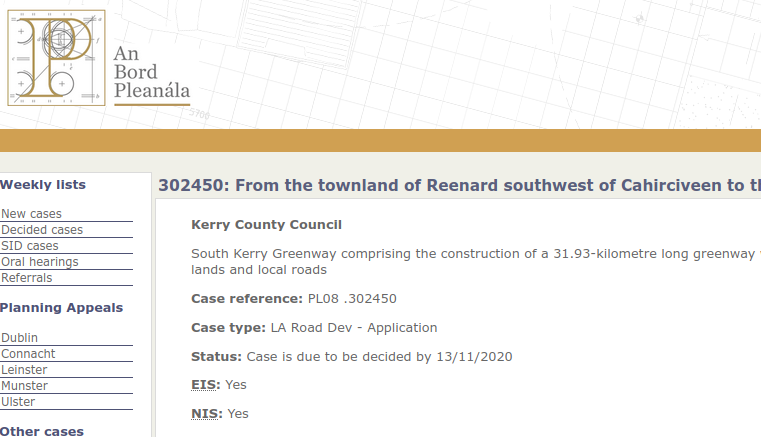 An
Bord
Pleanála
5300
Weekly lists
New cases
Decided cases
SID cases
Oral hearings
Referrals
Planning Appeals
Dublin
Connacht
Leinster
Munster
Ulster
Other cases
302450: From the townland of Reenard southwest of Cahirciveen to
Kerry County Council
South Kerry Greenway comprising the construction of a 31.93-kilometre long greenway
lands and local roads
Case reference: PL08 .302450
Case type: LA Road Dev - Application
Status: Case is due to be decided by 13/11/2020
EIS: Yes
NIS: Yes